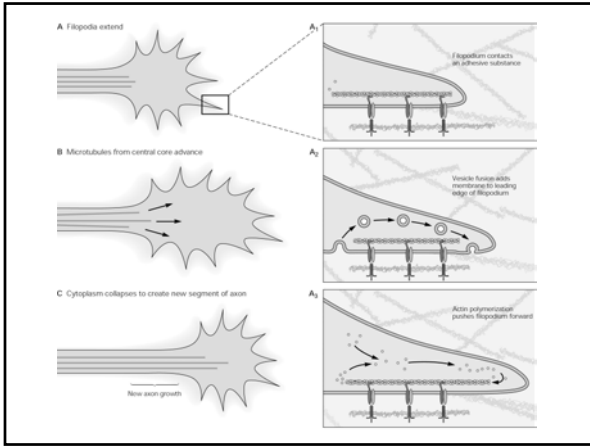 A Filopodia extend
A1
Filopodium contacts
an adhesive substance
B Microtubules from central core advance
A2
Vesicle fusion adds
membrane to leading
edge of filopodium
C Cytoplasm collapses to create new segment of axon
A3
Actin polymerization
pushes filopodium forward
New axon growth